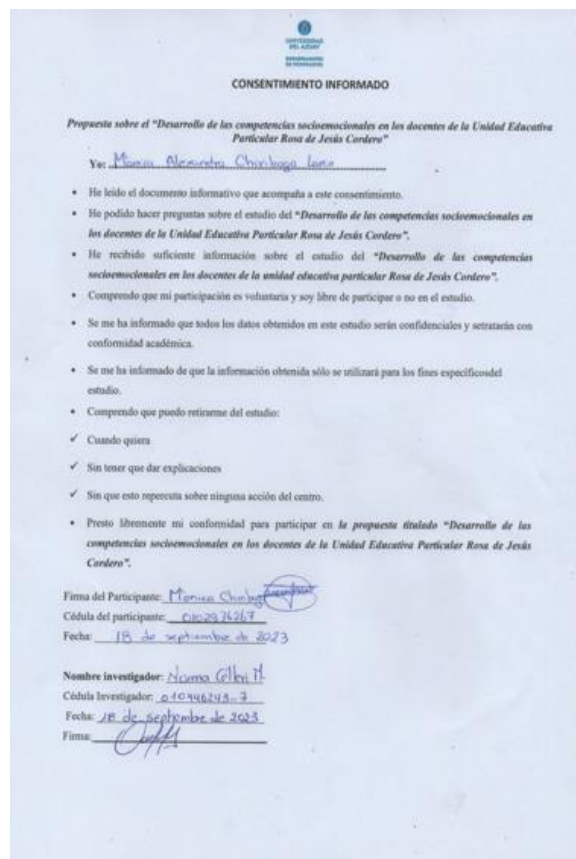 UNIVERSIDAD
DEL AZUAY
DEPARTAMENTO
DE POSGRADOS
CONSENTIMIENTO INFORMADO
Propuesta sobre el “Desarrollo de las competencias socioemocionales en los docentes de la Unidad Educativa
Particular Rosa de Jesús Cordero”
Yo: Alexandra Chiriboga
• He leído el documento informativo que acompaña a este consentimiento.
• He podido hacer preguntas sobre el estudio del “Desarrollo de las competencias socioemocionales en
los docentes de la Unidad Educativa Particular Rosa de Jesús Cordero”.
• He recibido suficiente información sobre el estudio del “Desarrollo de las competencias
socioemocionales en los docentes de la unidad educativa particular Rosa de Jesús Cordero”.
• Comprendo que mi participación es voluntaria y soy libre de participar o no en el estudio.
• Se me ha informado que todos los datos obtenidos en este estudio serán confidenciales y setratarán con
conformidad académica.
• Se me ha informado de que la información obtenida sólo se utilizará para los fines específicosdel
estudio.
• Comprendo que puedo retirarme del estudio:
✓ Cuando quiera
✓ Sin tener que dar explicaciones
✓ Sin que esto repercuta sobre ninguna acción del centro.
• Presto libremente mi conformidad para participar en la propuesta titulado “Desarrollo de las
competencias socioemocionales en los docentes de la Unidad Educativa Particular Rosa de Jesús
Cordero”.
Firma del Participante: Monica
Cédula del participante: 0102936267
Fecha: 18 de septiembre de 2023
Nombre investigador: Norma
Cédula Investigador: 010446243-7
Fecha: 18 de septiembre de 2023
Firma: